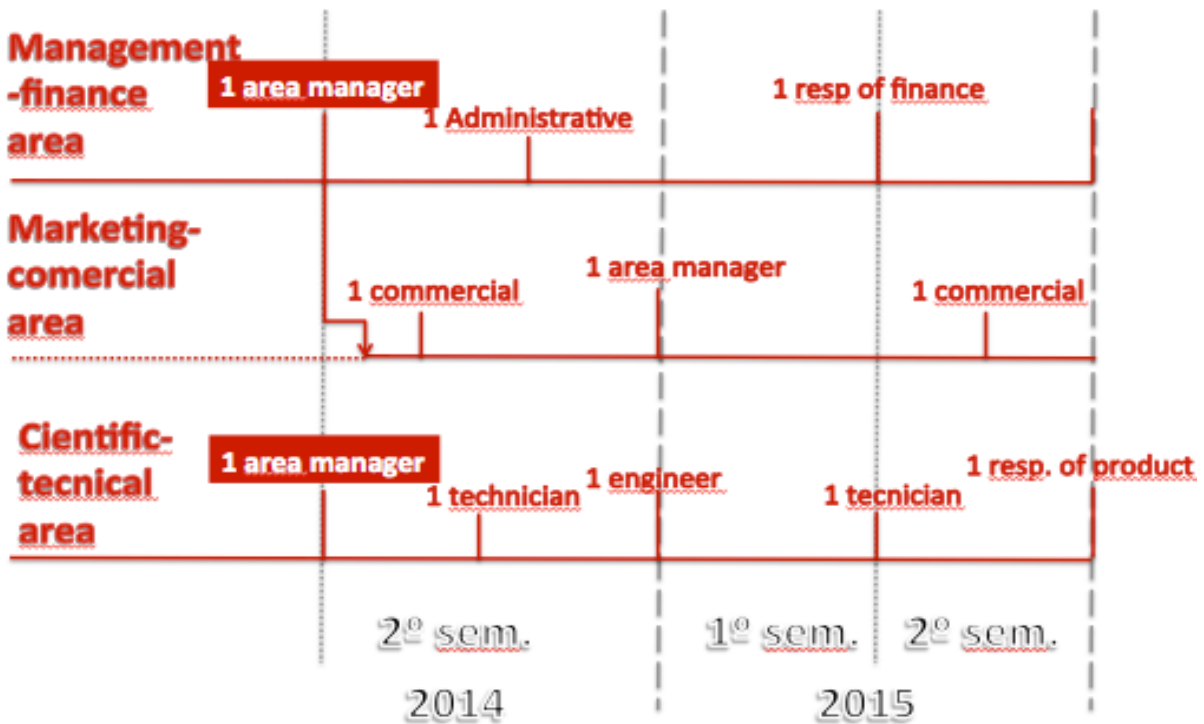 Management
-finance
area
1 area manager
1 Administrative
1 resp of finance
Marketing-
comercial
area
1 commercial
1 area manager
1 commercial
Cientific-
tecnical
area
1 area manager
1 technician
1 engineer
1 tecnician
1 resp. of product
2º sem.
1º sem.
2º sem.
2014
2015